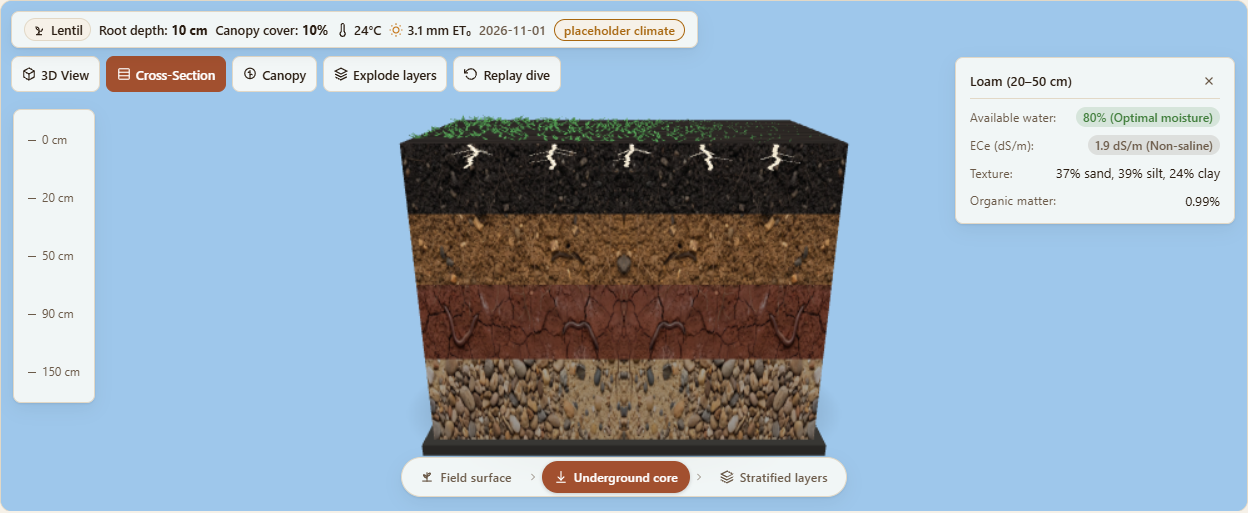 Lentil Root depth: 10 cm Canopy cover: 10% 24°C 3.1 mm ET₀ 2026-11-01 placeholder climate
3D View Cross-Section Canopy Explode layers Replay dive
Loam (20–50 cm) ×
Available water: 80% (Optimal moisture)
ECe (dS/m): 1.9 dS/m (Non-saline)
Texture: 37% sand, 39% silt, 24% clay
Organic matter: 0.99%
— 0 cm
— 20 cm
— 50 cm
— 90 cm
— 150 cm
Field surface › Underground core › Stratified layers